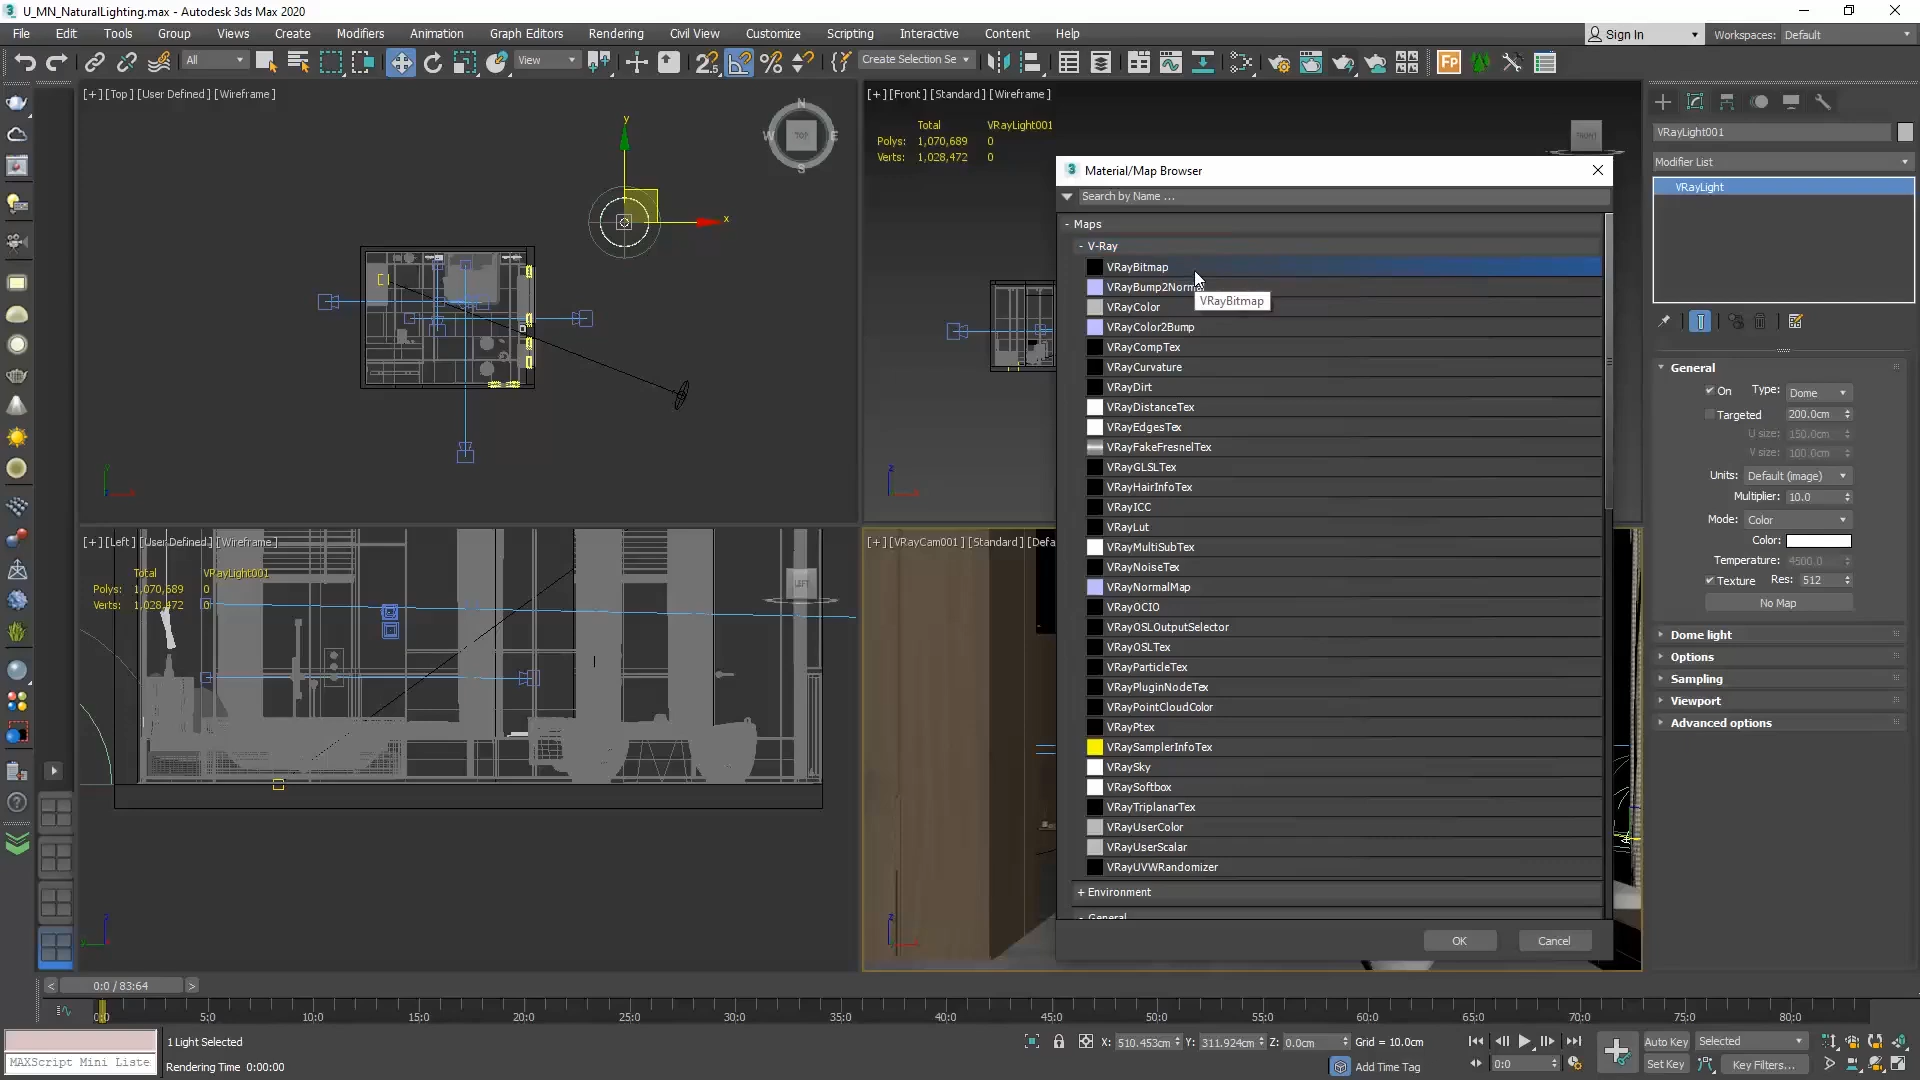 U_MN_NaturalLighting.max - Autodesk 3ds Max 2020
File Edit Tools Group Views Create Modifiers Animation Graph Editors Rendering Civil View Customize Scripting Interactive Content Help
Sign In Workspaces: Default
All View Create Selection Se
[+] [Top] [User Defined] [Wireframe]
N
W TOP E
S
y
x
[+] [Front] [Standard] [Wireframe]
Total VRayLight001
Polys: 1,070,689 0
Verts: 1,028,472 0
FRONT
[+] [Left] [User Defined] [Wireframe]
Total VRayLight001
Polys: 1,070,689 0
Verts: 1,028,472 0
LEFT
[+] [VRayCam001] [Standard] [Defa
Material/Map Browser
Search by Name ...
- Maps
- V-Ray
VRayBitmap
VRayBump2Norma
VRayBitmap
VRayColor
VRayColor2Bump
VRayCompTex
VRayCurvature
VRayDirt
VRayDistanceTex
VRayEdgesTex
VRayFakeFresnelTex
VRayGLSLTex
VRayHairInfoTex
VRayICC
VRayLut
VRayMultiSubTex
VRayNoiseTex
VRayNormalMap
VRayOCIO
VRayOSLOutputSelector
VRayOSLTex
VRayParticleTex
VRayPluginNodeTex
VRayPointCloudColor
VRayPtex
VRaySamplerInfoTex
VRaySky
VRaySoftbox
VRayTriplanarTex
VRayUserColor
VRayUserScalar
VRayUVWRandomizer
+ Environment
- General
OK Cancel
VRayLight001
Modifier List
VRayLight
General
On Type: Dome
Targeted 200.0cm
U size: 150.0cm
V size: 100.0cm
Units: Default (image)
Multiplier: 10.0
Mode: Color
Color:
Temperature: 4500.0
Texture Res: 512
No Map
Dome light
Options
Sampling
Viewport
Advanced options
< 0:0 / 83:64 >
0:0 5:0 10:0 15:0 20:0 25:0 30:0 35:0 40:0 45:0 50:0 55:0 60:0 65:0 70:0 75:0 80:0
MAXScript Mini Liste
1 Light Selected
Rendering Time 0:00:00
X: 510.453cm Y: 311.924cm Z: 0.0cm Grid = 10.0cm
Add Time Tag
0:0
Auto Key Selected
Set Key Key Filters...